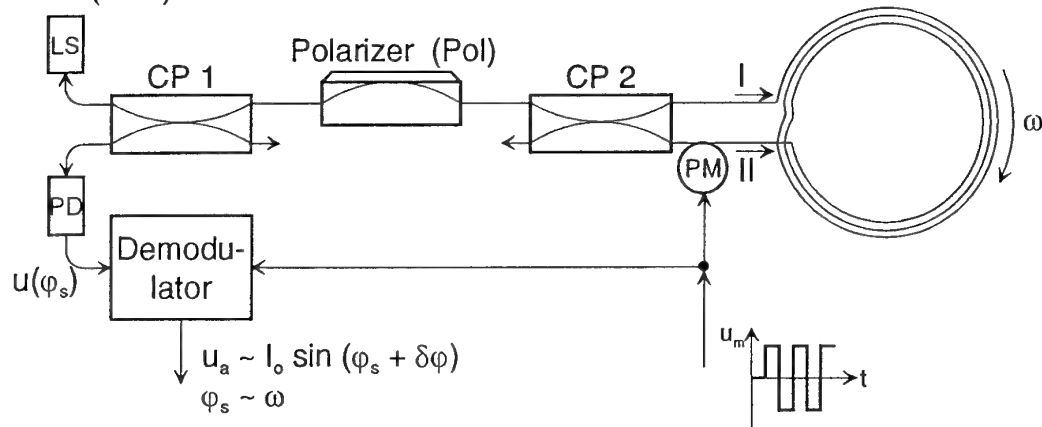 LS
CP 1
Polarizer (Pol)
CP 2
I
II
ω
PM
PD
u(φₛ)
Demodu-
lator
uₐ ~ Iₒ sin (φₛ + δφ)
φₛ ~ ω
uₘ
t